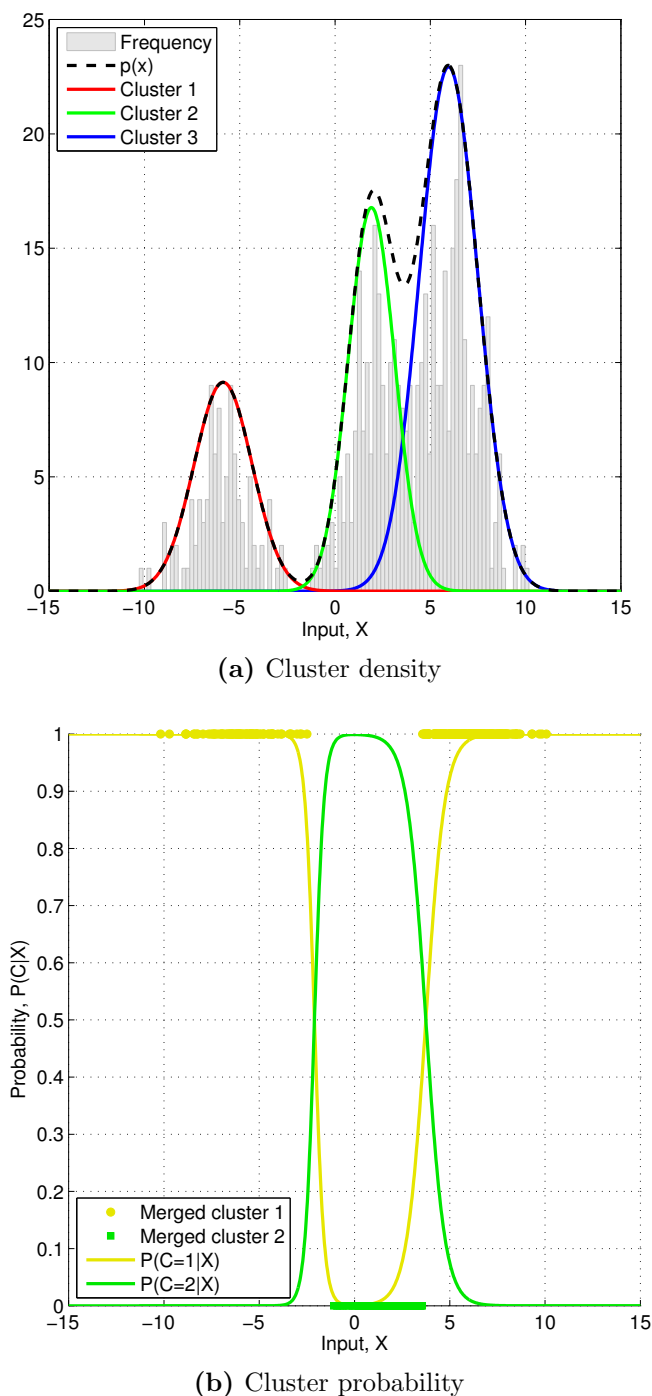 25
20
15
10
5
0
Frequency
p(x)
Cluster 1
Cluster 2
Cluster 3
−15 −10 −5 0 5 10 15
Input, X
(a) Cluster density
1
0.9
0.8
0.7
0.6
0.5
0.4
0.3
0.2
0.1
0
Probability, P(C|X)
Merged cluster 1
Merged cluster 2
P(C=1|X)
P(C=2|X)
−15 −10 −5 0 5 10 15
Input, X
(b) Cluster probability